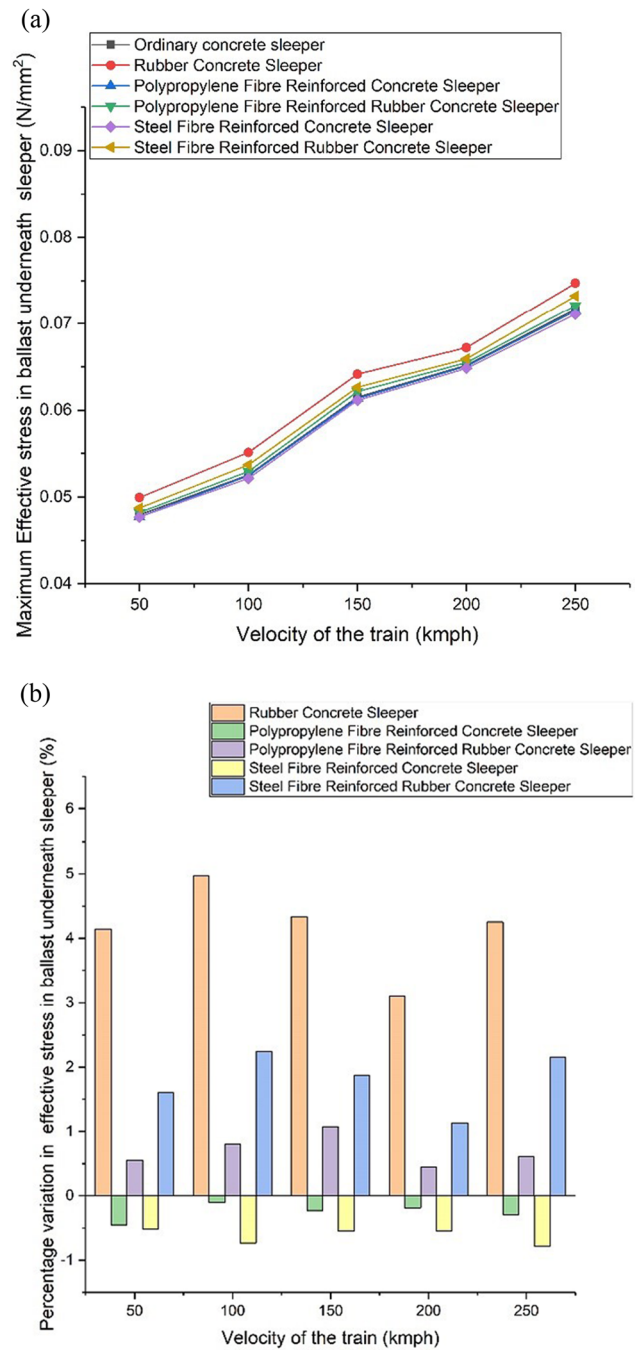 (a)
Ordinary concrete sleeper
Rubber Concrete Sleeper
Polypropylene Fibre Reinforced Concrete Sleeper
Polypropylene Fibre Reinforced Rubber Concrete Sleeper
Steel Fibre Reinforced Concrete Sleeper
Steel Fibre Reinforced Rubber Concrete Sleeper
Maximum Effective stress in ballast underneath sleeper (N/mm²)
0.09
0.08
0.07
0.06
0.05
0.04
50 100 150 200 250
Velocity of the train (kmph)
(b)
Rubber Concrete Sleeper
Polypropylene Fibre Reinforced Concrete Sleeper
Polypropylene Fibre Reinforced Rubber Concrete Sleeper
Steel Fibre Reinforced Concrete Sleeper
Steel Fibre Reinforced Rubber Concrete Sleeper
Percentage variation in effective stress in ballast underneath sleeper (%)
6
5
4
3
2
1
0
-1
50 100 150 200 250
Velocity of the train (kmph)